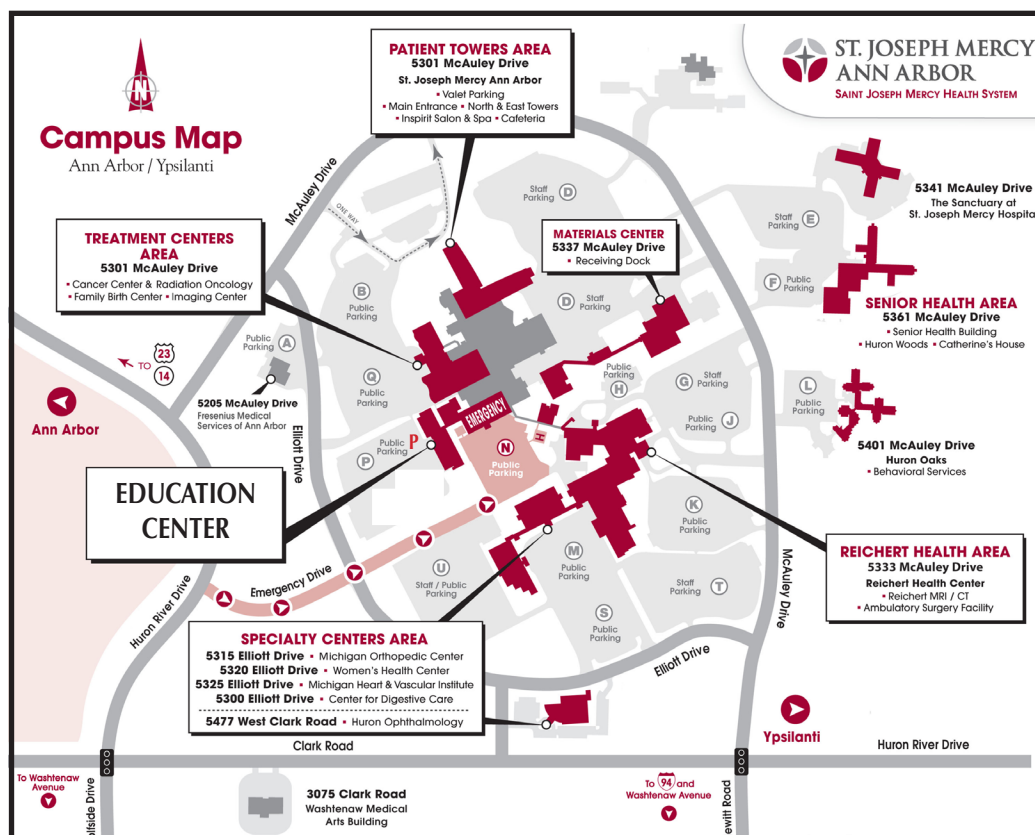 N
Campus Map
Ann Arbor / Ypsilanti
PATIENT TOWERS AREA
5301 McAuley Drive
St. Joseph Mercy Ann Arbor
▪ Valet Parking
▪ Main Entrance ▪ North & East Towers
▪ Inspirit Salon & Spa ▪ Cafeteria
ST. JOSEPH MERCY
ANN ARBOR
SAINT JOSEPH MERCY HEALTH SYSTEM
McAuley Drive
ONE WAY
Staff
Parking
D
5341 McAuley Drive
The Sanctuary at
St. Joseph Mercy Hospita
Staff
Parking
E
TREATMENT CENTERS
AREA
5301 McAuley Drive
▪ Cancer Center & Radiation Oncology
▪ Family Birth Center ▪ Imaging Center
MATERIALS CENTER
5337 McAuley Drive
▪ Receiving Dock
B
Public
Parking
D
Staff
Parking
F
Public
Parking
SENIOR HEALTH AREA
5361 McAuley Drive
▪ Senior Health Building
▪ Huron Woods ▪ Catherine's House
Public
Parking
A
TO
23
14
5205 McAuley Drive
Fresenius Medical
Services of Ann Arbor
Q
Public
Parking
Public
Parking
H
G
Staff
Parking
Public
Parking
J
L
Public
Parking
Ann Arbor
Elliott Drive
EMERGENCY
H
Public
Parking
P
P
N
Public
Parking
5401 McAuley Drive
Huron Oaks
▪ Behavioral Services
EDUCATION
CENTER
K
Public
Parking
REICHERT HEALTH AREA
5333 McAuley Drive
Reichert Health Center
▪ Reichert MRI / CT
▪ Ambulatory Surgery Facility
Huron River Drive
Emergency Drive
U
Staff / Public
Parking
M
Public
Parking
Staff
Parking
T
S
Public
Parking
McAuley Drive
Elliott Drive
SPECIALTY CENTERS AREA
5315 Elliott Drive ▪ Michigan Orthopedic Center
5320 Elliott Drive ▪ Women's Health Center
5325 Elliott Drive ▪ Michigan Heart & Vascular Institute
5300 Elliott Drive ▪ Center for Digestive Care
5477 West Clark Road ▪ Huron Ophthalmology
Ypsilanti
Clark Road
Huron River Drive
To Washtenaw
Avenue
lfside Drive
3075 Clark Road
Washtenaw Medical
Arts Building
To 94 and
Washtenaw Avenue
ewitt Road